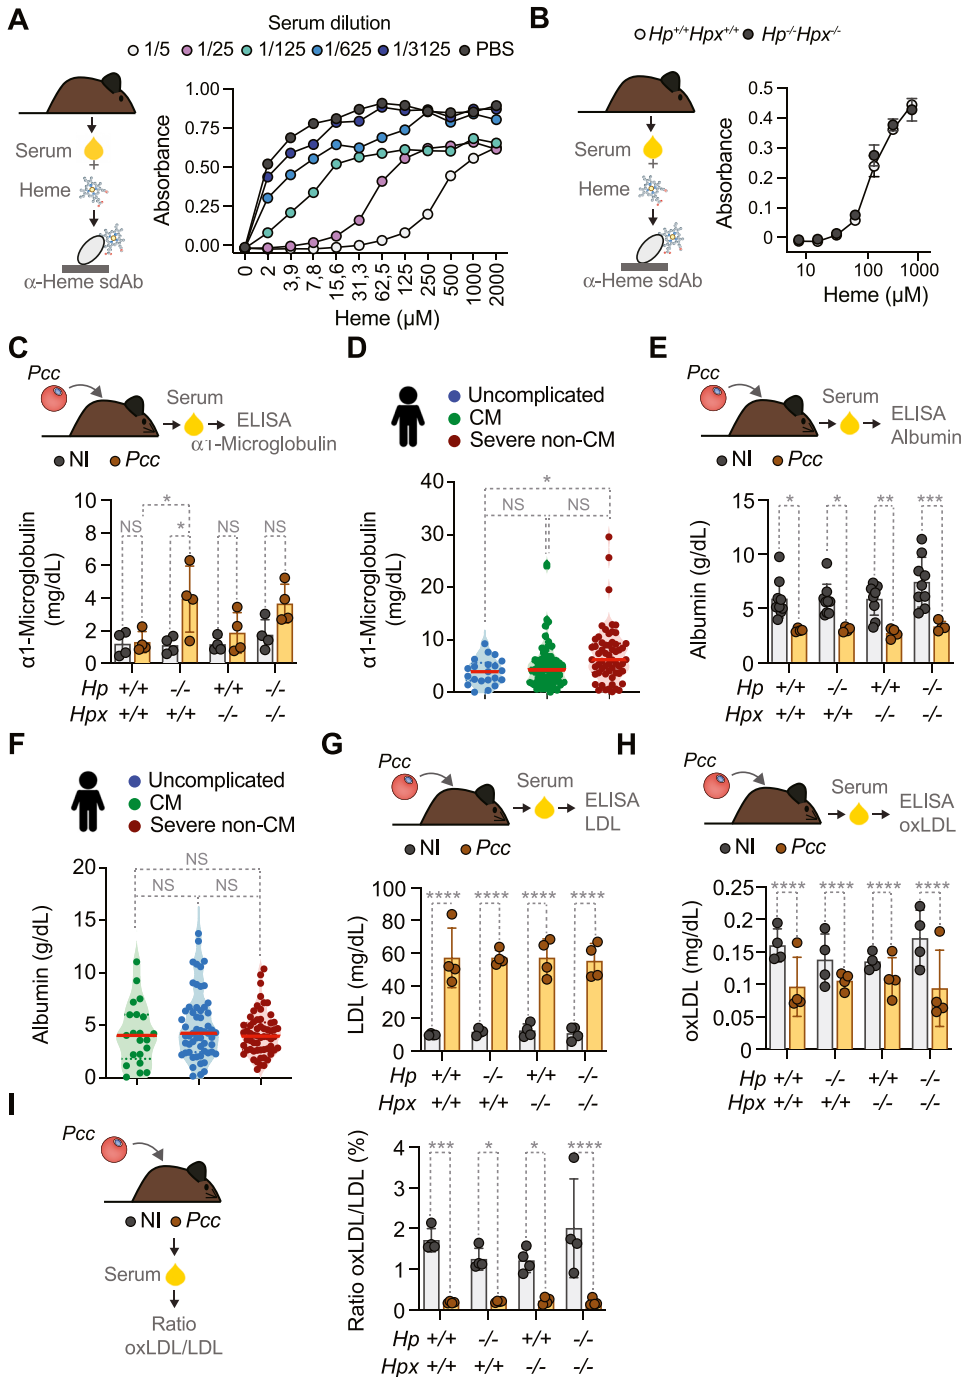 A
Serum dilution
1/5 1/25 1/125 1/625 1/3125 PBS
Serum
+
Heme
α-Heme sdAb
Absorbance
1.00
0.75
0.50
0.25
0.00
0 2 3,9 7,8 15,6 31,3 62,5 125 250 500 1000 2000
Heme (µM)
B
Hp+/+Hpx+/+ Hp-/-Hpx-/-
Serum
+
Heme
α-Heme sdAb
Absorbance
0.5
0.4
0.3
0.2
0.1
0
10 100 1000
Heme (µM)
C
Pcc
Serum
ELISA
α1-Microglobulin
NI Pcc
α1-Microglobulin
(mg/dL)
10
8
6
4
2
0
NS * * NS NS
Hp +/+ -/- +/+ -/-
Hpx +/+ +/+ -/- -/-
D
Uncomplicated
CM
Severe non-CM
α1-Microglobulin
(mg/dL)
40
30
20
10
0
*
NS NS
E
Pcc
Serum
ELISA
Albumin
NI Pcc
Albumin (g/dL)
15
10
5
0
* * ** ***
Hp +/+ -/- +/+ -/-
Hpx +/+ +/+ -/- -/-
F
Uncomplicated
CM
Severe non-CM
Albumin (g/dL)
20
15
10
5
0
NS
NS NS
G
Pcc
Serum
ELISA
LDL
NI Pcc
LDL (mg/dL)
100
80
60
40
20
0
**** **** **** ****
Hp +/+ -/- +/+ -/-
Hpx +/+ +/+ -/- -/-
H
Pcc
Serum
ELISA
oxLDL
NI Pcc
oxLDL (mg/dL)
0.25
0.2
0.15
0.1
0.05
0
**** **** **** ****
Hp +/+ -/- +/+ -/-
Hpx +/+ +/+ -/- -/-
I
Pcc
NI Pcc
Serum
Ratio
oxLDL/LDL
Ratio oxLDL/LDL (%)
4
3
2
1
0
*** * * ****
Hp +/+ -/- +/+ -/-
Hpx +/+ +/+ -/- -/-